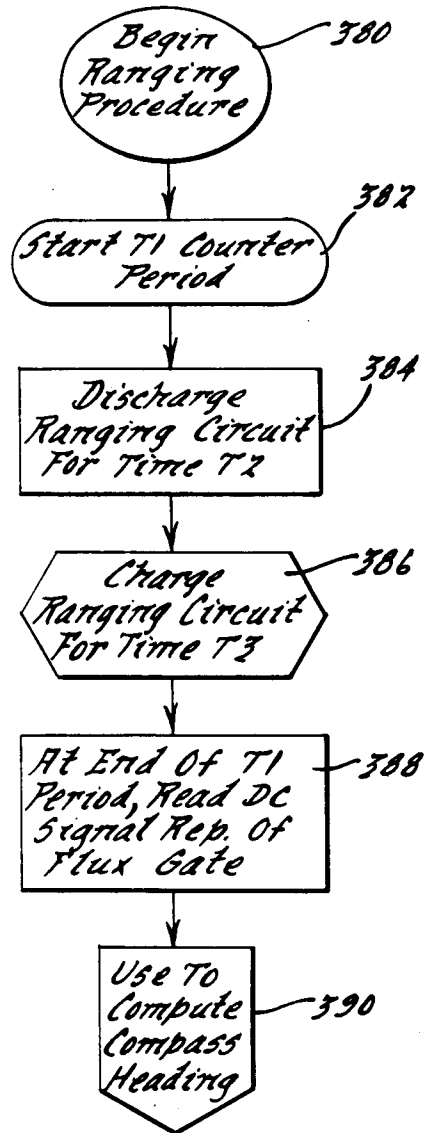 Begin
Ranging
Procedure
380
Start T1 Counter
Period
382
Discharge
Ranging Circuit
For Time T2
384
Charge
Ranging Circuit
For Time T3
386
At End Of T1
Period, Read DC
Signal Rep. Of
Flux Gate
388
Use To
Compute
Compass
Heading
390